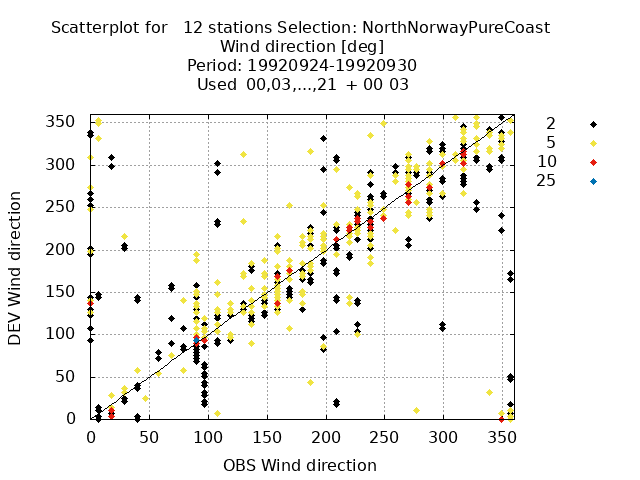 Scatterplot for 12 stations Selection: NorthNorwayPureCoast
Wind direction [deg]
Period: 19920924-19920930
Used 00,03,...,21 + 00 03
DEV Wind direction
350
300
250
200
150
100
50
0
0 50 100 150 200 250 300 350
OBS Wind direction
2
5
10
25